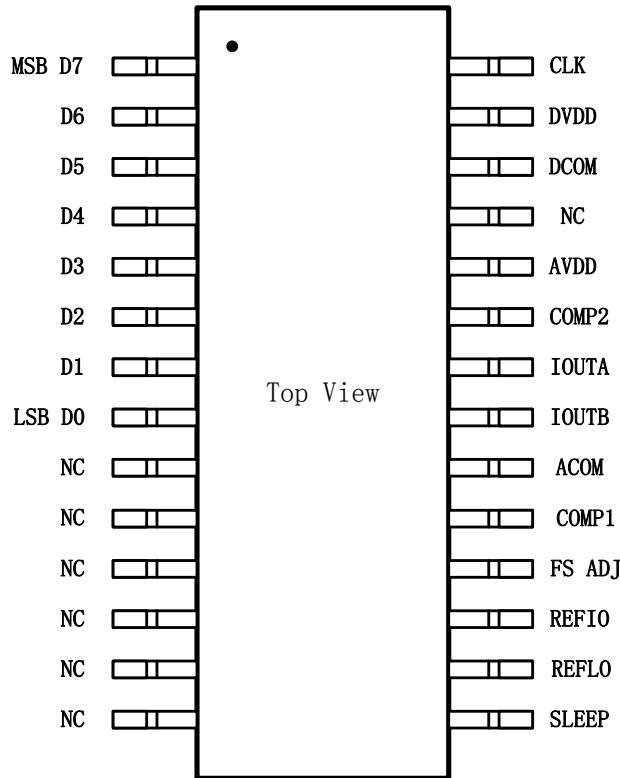 MSB D7 CLK
D6 DVDD
D5 DCOM
D4 NC
D3 AVDD
D2 COMP2
D1 IOUTA
Top View
LSB D0 IOUTB
NC ACOM
NC COMP1
NC FS ADJ
NC REFIO
NC REFLO
NC SLEEP